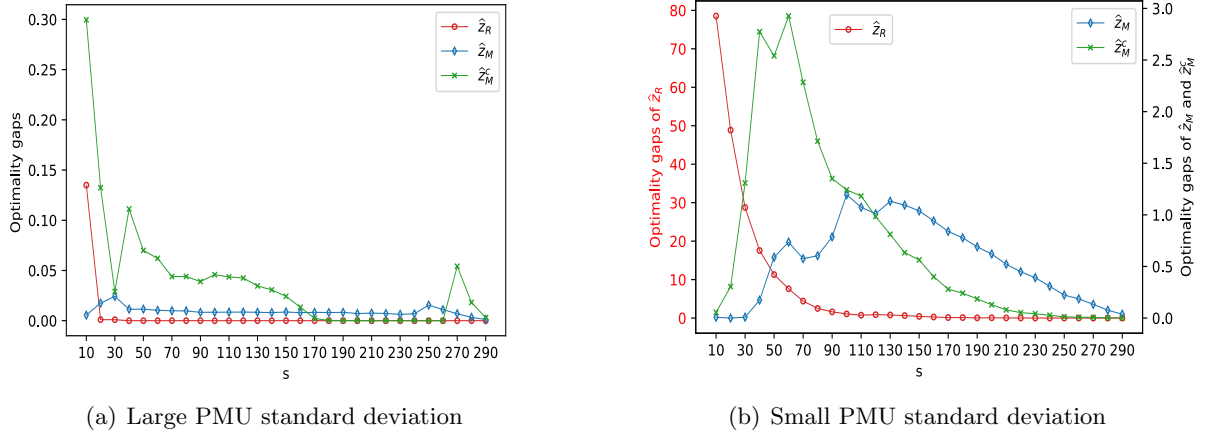 0.30
0.25
0.20
0.15
0.10
0.05
0.00
Optimality gaps
10 30 50 70 90 110 130 150 170 190 210 230 250 270 290
s
ẑ_R
ẑ_M
ẑ_M^c
(a) Large PMU standard deviation
80
70
60
50
40
30
20
10
0
Optimality gaps of ẑ_R
10 30 50 70 90 110 130 150 170 190 210 230 250 270 290
s
ẑ_R
ẑ_M
ẑ_M^c
3.0
2.5
2.0
1.5
1.0
0.5
0.0
Optimality gaps of ẑ_M and ẑ_M^c
(b) Small PMU standard deviation